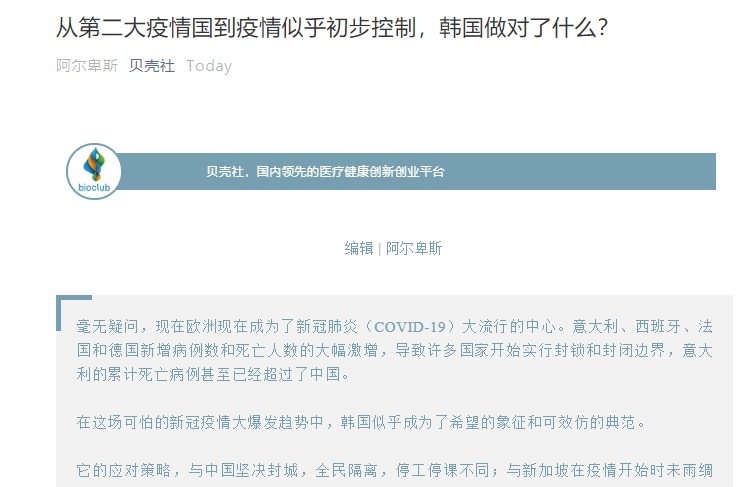 从第二大疫情国到疫情似乎初步控制，韩国做对了什么？
阿尔卑斯 贝壳社 Today
bioclub
贝壳社，国内领先的医疗健康创新创业平台
编辑 | 阿尔卑斯
毫无疑问，现在欧洲现在成为了新冠肺炎（COVID-19）大流行的中心。意大利、西班牙、法
国和德国新增病例数和死亡人数的大幅激增，导致许多国家开始实行封锁和封闭边界，意大
利的累计死亡病例甚至已经超过了中国。
在这场可怕的新冠疫情大爆发趋势中，韩国似乎成为了希望的象征和可效仿的典范。
它的应对策略，与中国坚决封城，全民隔离，停工停课不同；与新加坡在疫情开始时未雨绸